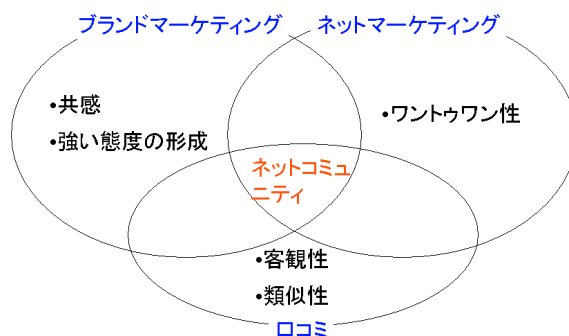 ブランドマーケティング
ネットマーケティング
•共感
•強い態度の形成
•ワントゥワン性
ネットコミュ
ニティ
•客観性
•類似性
口コミ